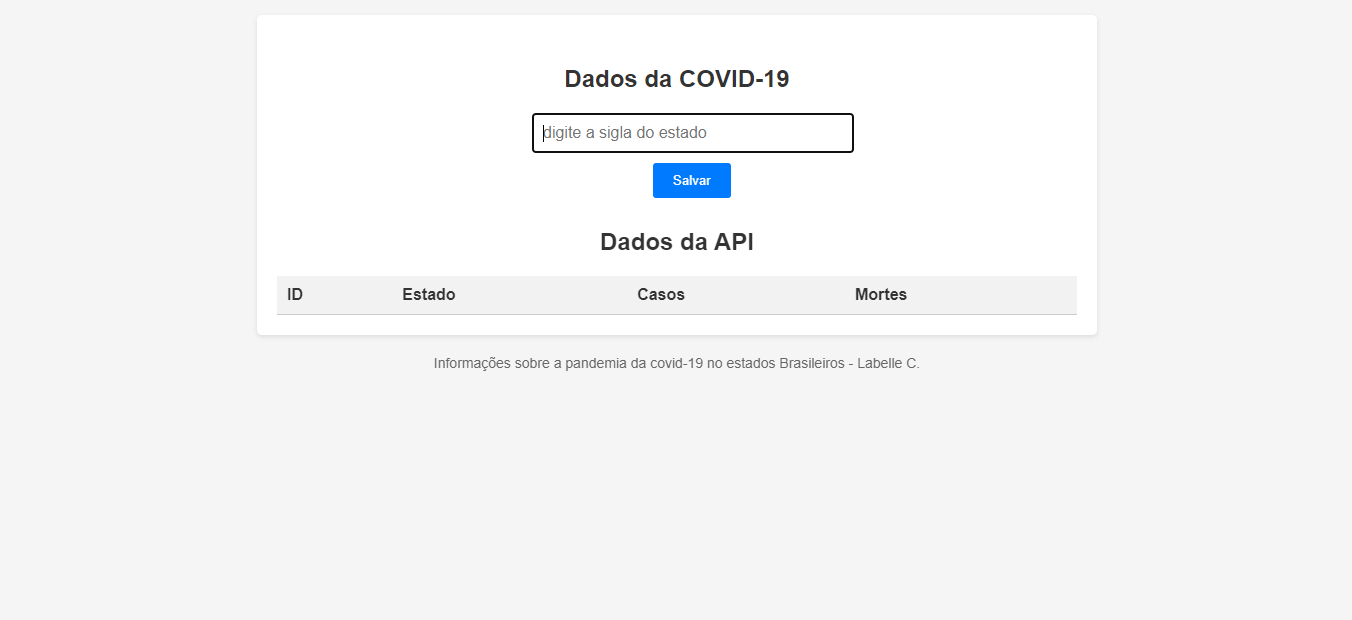 Dados da COVID-19
digite a sigla do estado
Salvar
Dados da API
ID Estado Casos Mortes
Informações sobre a pandemia da covid-19 no estados Brasileiros - Labelle C.